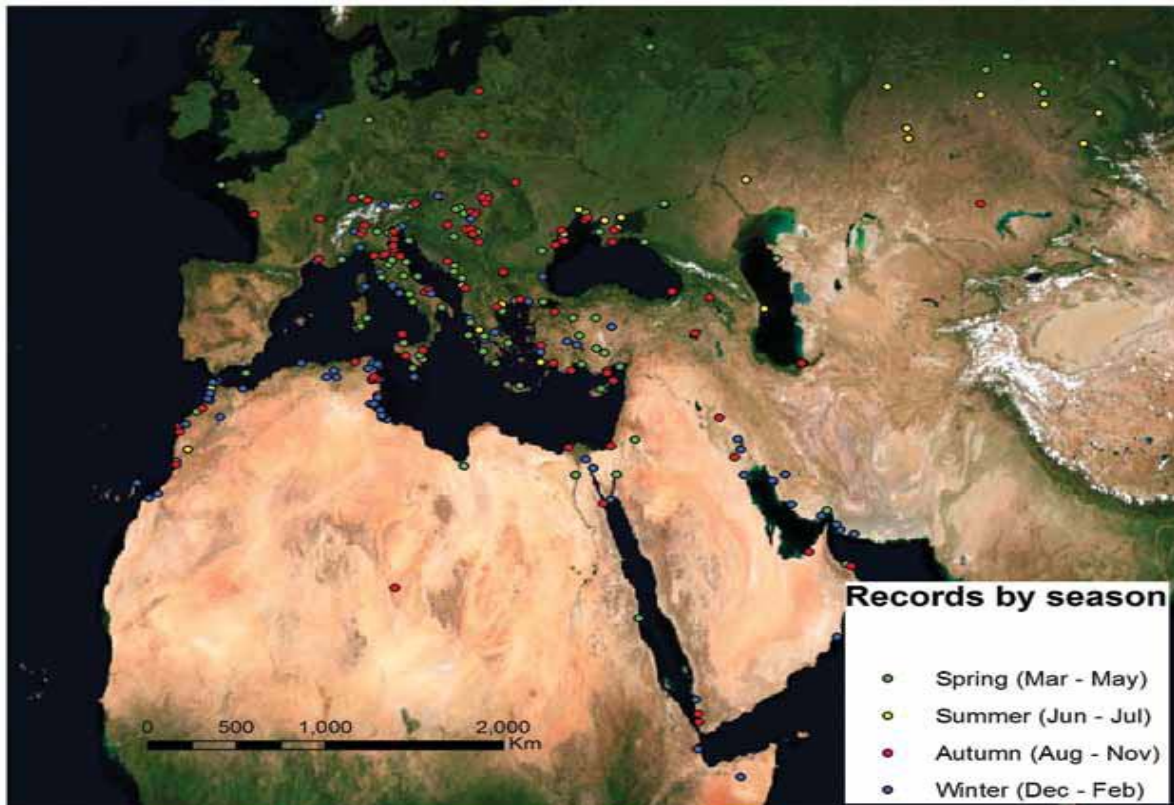 Records by season
Spring (Mar - May)
Summer (Jun - Jul)
Autumn (Aug - Nov)
Winter (Dec - Feb)
0 500 1,000 2,000
Km